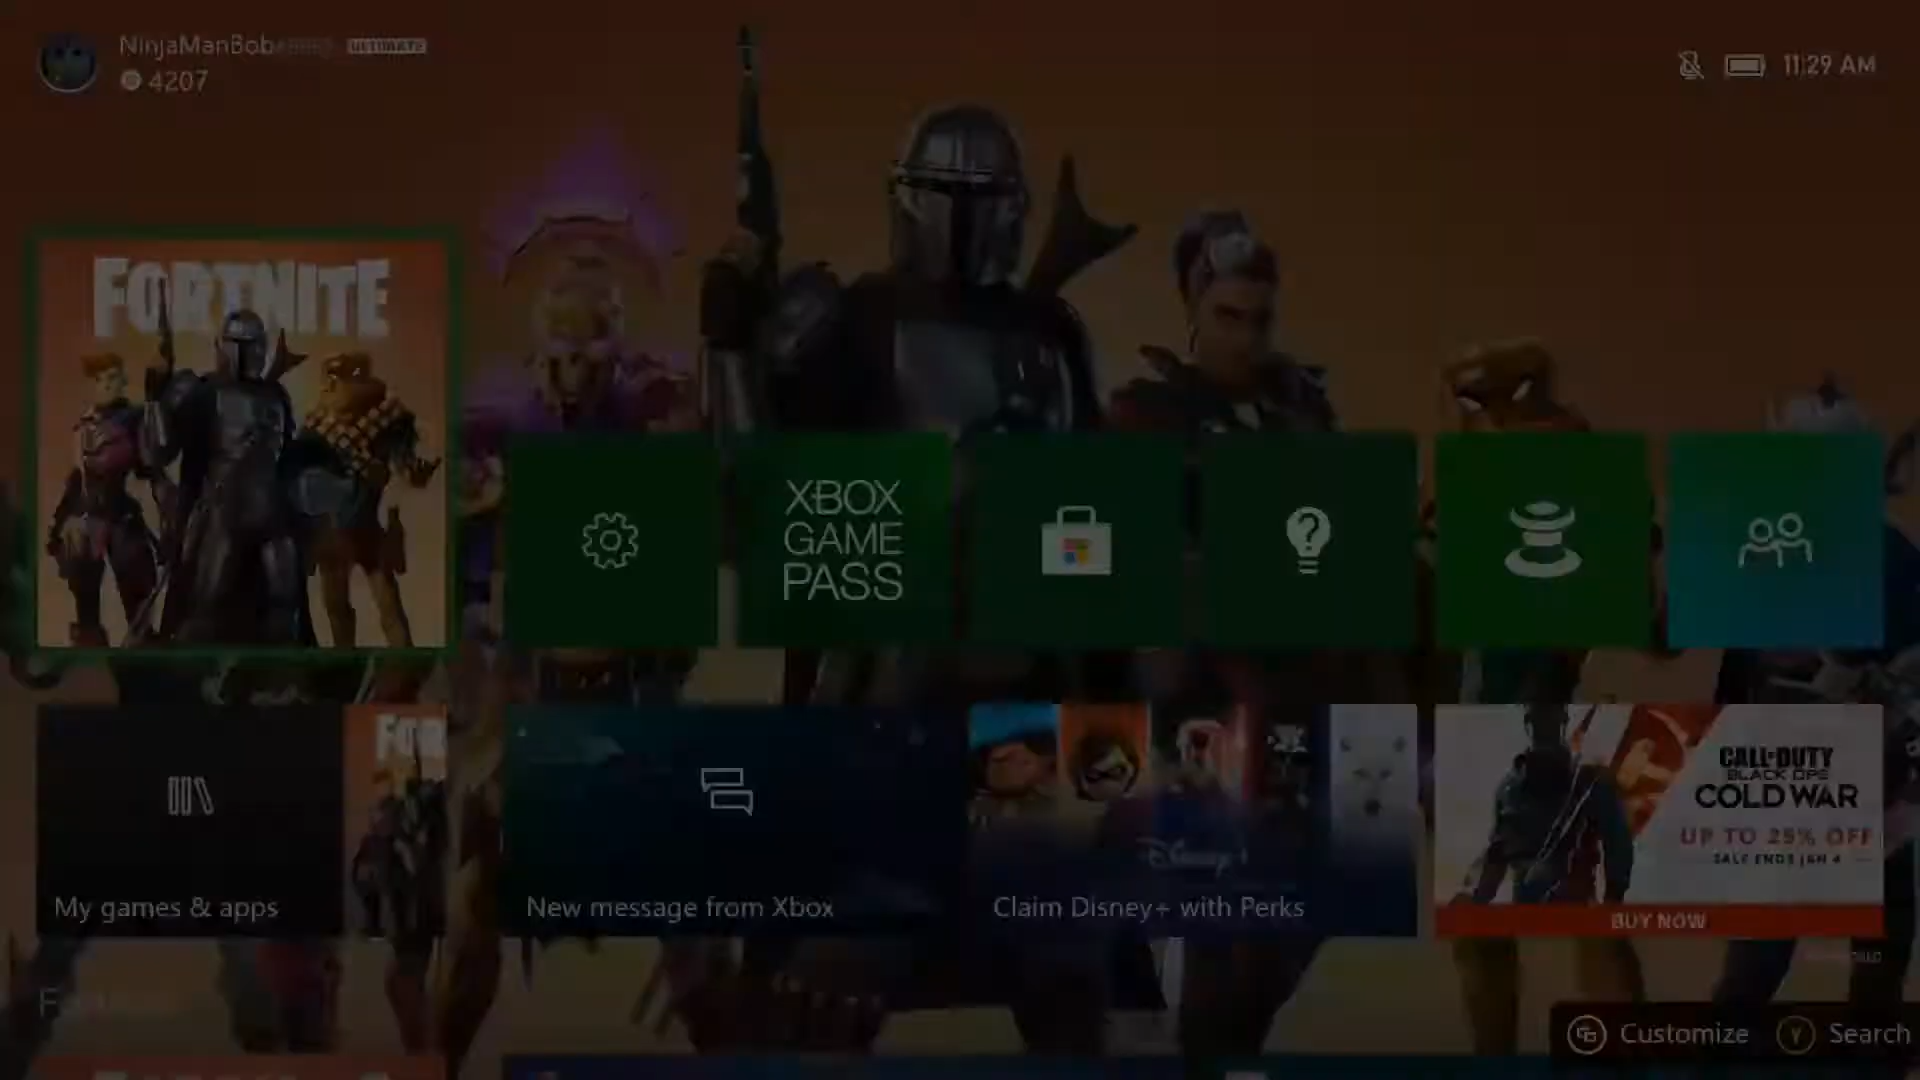 NinjaManBob
ULTIMATE
4207
11:29 AM
FORTNITE
XBOX
GAME
PASS
My games & apps
New message from Xbox
Disney+
Claim Disney+ with Perks
CALL OF DUTY
BLACK OPS
COLD WAR
UP TO 25% OFF
SALE ENDS JAN 4
BUY NOW
Customize
Y
Search